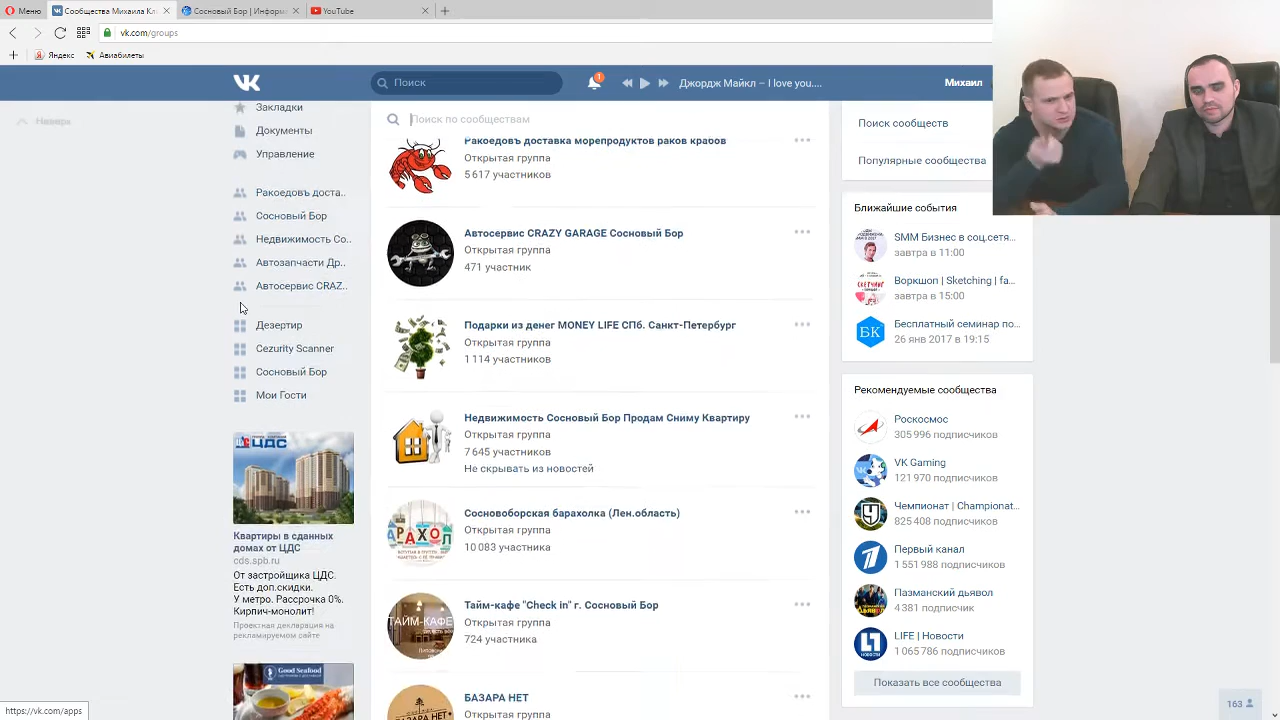 Меню
Сообщества Михаила Кл
Сосновый Бор | Информ
YouTube
vk.com/groups
Яндекс
Авиабилеты
Поиск
1
Джордж Майкл – I love you....
Михаил
Наверх
Закладки
Документы
Управление
Ракоедовъ доста..
Сосновый Бор
Недвижимость Со..
Автозапчасти Др..
Автосервис CRAZ..
Дезертир
Cezurity Scanner
Сосновый Бор
Мои Гости
ЦДС
Квартиры в сданных
домах от ЦДС
cds.spb.ru
От застройщика ЦДС.
Есть доп.скидки.
У метро. Рассрочка 0%.
Кирпич-монолит!
Проектная декларация на
рекламируемом сайте
Good Seafood
Поиск по сообществам
Ракоедовъ доставка морепродуктов раков крабов
Открытая группа
5 617 участников
Автосервис CRAZY GARAGE Сосновый Бор
Открытая группа
471 участник
Подарки из денег MONEY LIFE СПб. Санкт-Петербург
Открытая группа
1 114 участников
Недвижимость Сосновый Бор Продам Сниму Квартиру
Открытая группа
7 645 участников
Не скрывать из новостей
Сосновоборская барахолка (Лен.область)
Открытая группа
10 083 участника
Тайм-кафе "Check in" г. Сосновый Бор
Открытая группа
724 участника
ТАЙМ-КАФЕ
БАЗАРА НЕТ
Открытая группа
БАЗАРА НЕТ
Поиск сообществ
Популярные сообщества
Ближайшие события
SMM Бизнес в соц.сетя...
завтра в 11:00
Воркшоп | Sketching | fa...
завтра в 15:00
БК
Бесплатный семинар по...
26 янв 2017 в 19:15
Рекомендуемые сообщества
Роскосмос
305 996 подписчиков
VK Gaming
121 970 подписчиков
Чемпионат | Championat...
825 408 подписчиков
Первый канал
1 551 988 подписчиков
Пазманский дьявол
4 381 подписчик
LIFE | Новости
1 065 786 подписчиков
Показать все сообщества
163
https://vk.com/apps